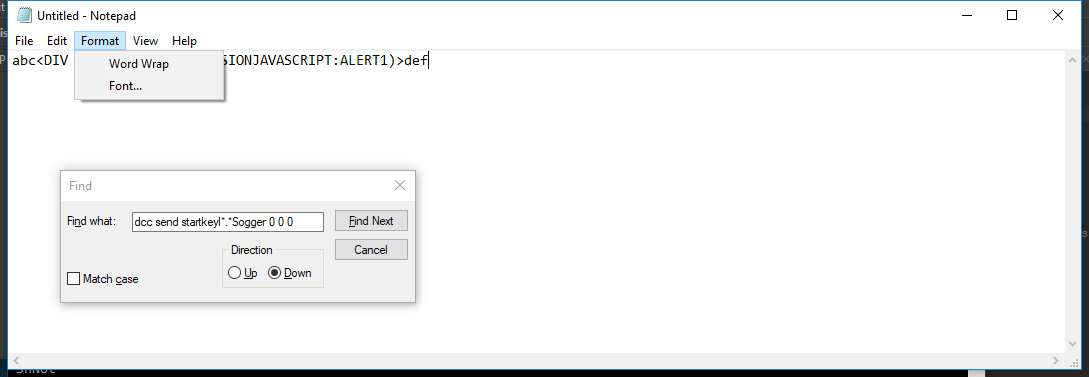 Untitled - Notepad
File Edit Format View Help
abc<DIV SIONJAVASCRIPT:ALERT1)>def
Word Wrap
Font...
Find
Find what: dcc send startkeyl*.*Sogger 0 0 0 Find Next
Direction Cancel
Up Down
Match case